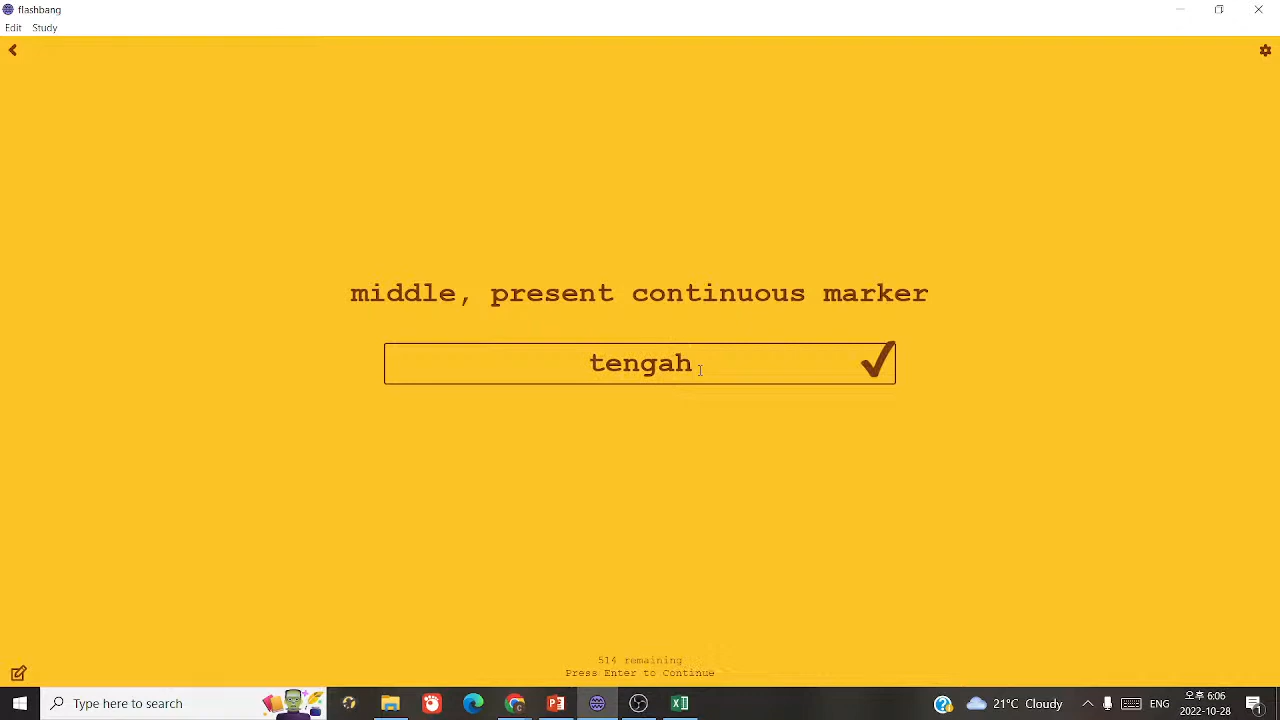 flashbang
Edit Study
middle, present continuous marker
tengah
514 remaining
Press Enter to Continue
Type here to search
21°C Cloudy
ENG
오후 6:06
2022-10-28
1